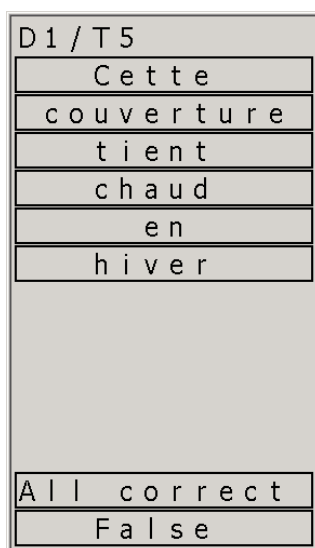 D1/T5
Cette
couverture
tient
chaud
en
hiver
All correct
False